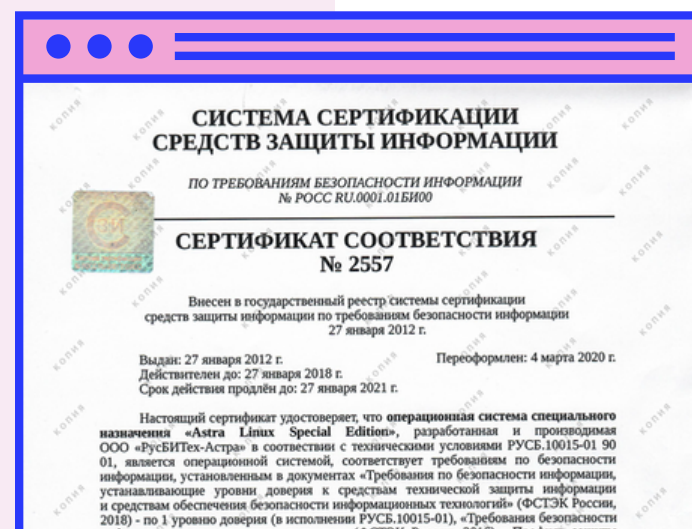 СИСТЕМА СЕРТИФИКАЦИИ
СРЕДСТВ ЗАЩИТЫ ИНФОРМАЦИИ
ПО ТРЕБОВАНИЯМ БЕЗОПАСНОСТИ ИНФОРМАЦИИ
№ РОСС RU.0001.01БИ00
СЕРТИФИКАТ СООТВЕТСТВИЯ
№ 2557
Внесен в государственный реестр системы сертификации
средств защиты информации по требованиям безопасности информации
27 января 2012 г.
Выдан: 27 января 2012 г. Переоформлен: 4 марта 2020 г.
Действителен до: 27 января 2018 г.
Срок действия продлён до: 27 января 2021 г.
Настоящий сертификат удостоверяет, что операционная система специального
назначения «Astra Linux Special Edition», разработанная и производимая
ООО «РусБИТех-Астра» в соответствии с техническими условиями РУСБ.10015-01 90
01, является операционной системой, соответствует требованиям по безопасности
информации, установленным в документах «Требования по безопасности информации,
устанавливающие уровни доверия к средствам технической защиты информации
и средствам обеспечения безопасности информационных технологий» (ФСТЭК России,
2018) - по 1 уровню доверия (в исполнении РУСБ.10015-01), «Требования безопасности